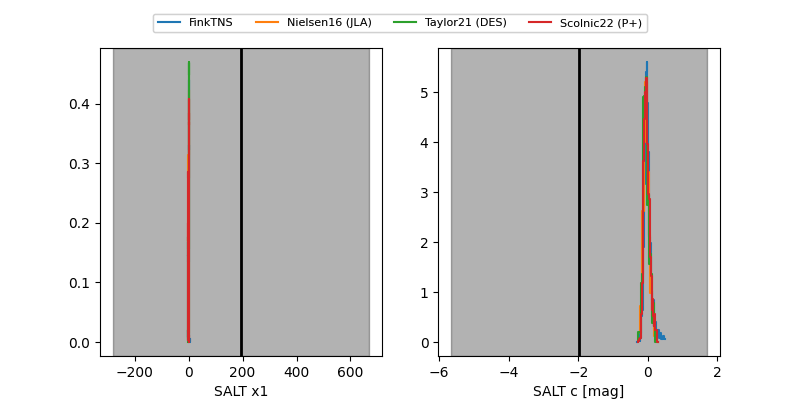 FinkTNS Nielsen16 (JLA) Taylor21 (DES) Scolnic22 (P+)
0.4
0.3
0.2
0.1
0.0
−200 0 200 400 600
SALT x1
5
4
3
2
1
0
−6 −4 −2 0 2
SALT c [mag]